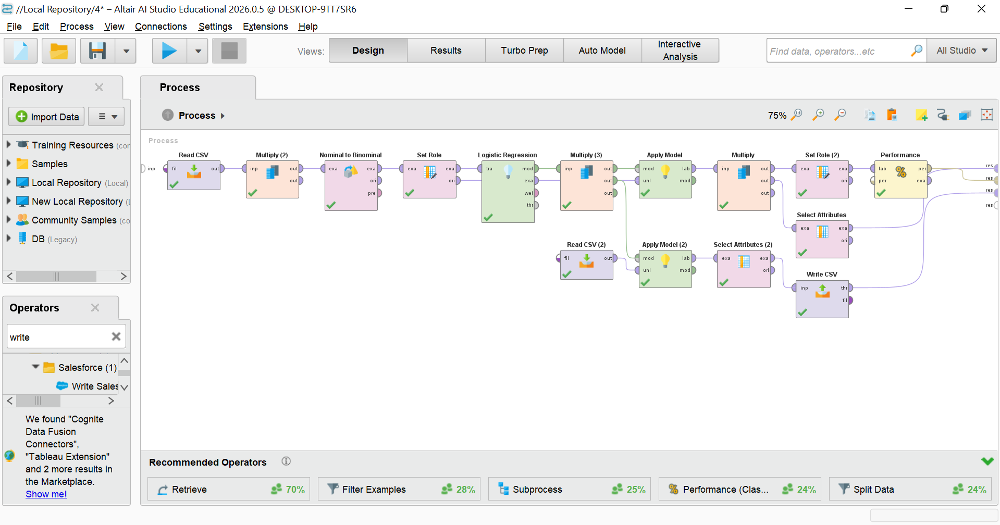 //Local Repository/4* – Altair AI Studio Educational 2026.0.5 @ DESKTOP-9TT7SR6
File Edit Process View Connections Settings Extensions Help
Views: Design Results Turbo Prep Auto Model Interactive Analysis
Find data, operators...etc All Studio
Repository
Import Data
Training Resources (cor
Samples
Local Repository (Local)
New Local Repository (L
Community Samples (co
DB (Legacy)
Operators
write
Salesforce (1)
Write Sales
We found "Cognite
Data Fusion
Connectors",
"Tableau Extension"
and 2 more results in
the Marketplace.
Show me!
Process
Process
75%
Process
inp
Read CSV
fil out
Multiply (2)
inp out
out
Nominal to Binominal
exa exa
ori
pre
Set Role
exa exa
ori
Logistic Regression
tra mod
exa
wei
thr
Multiply (3)
inp out
out
out
Apply Model
mod lab
unl mod
Multiply
inp out
out
out
Set Role (2)
exa exa
ori
Performance
lab per
per exa
res
res
res
res
Select Attributes
exa exa
ori
Read CSV (2)
fil out
Apply Model (2)
mod lab
unl mod
Select Attributes (2)
exa exa
ori
Write CSV
inp thr
fil
Recommended Operators
Retrieve 70%
Filter Examples 28%
Subprocess 25%
Performance (Clas... 24%
Split Data 24%